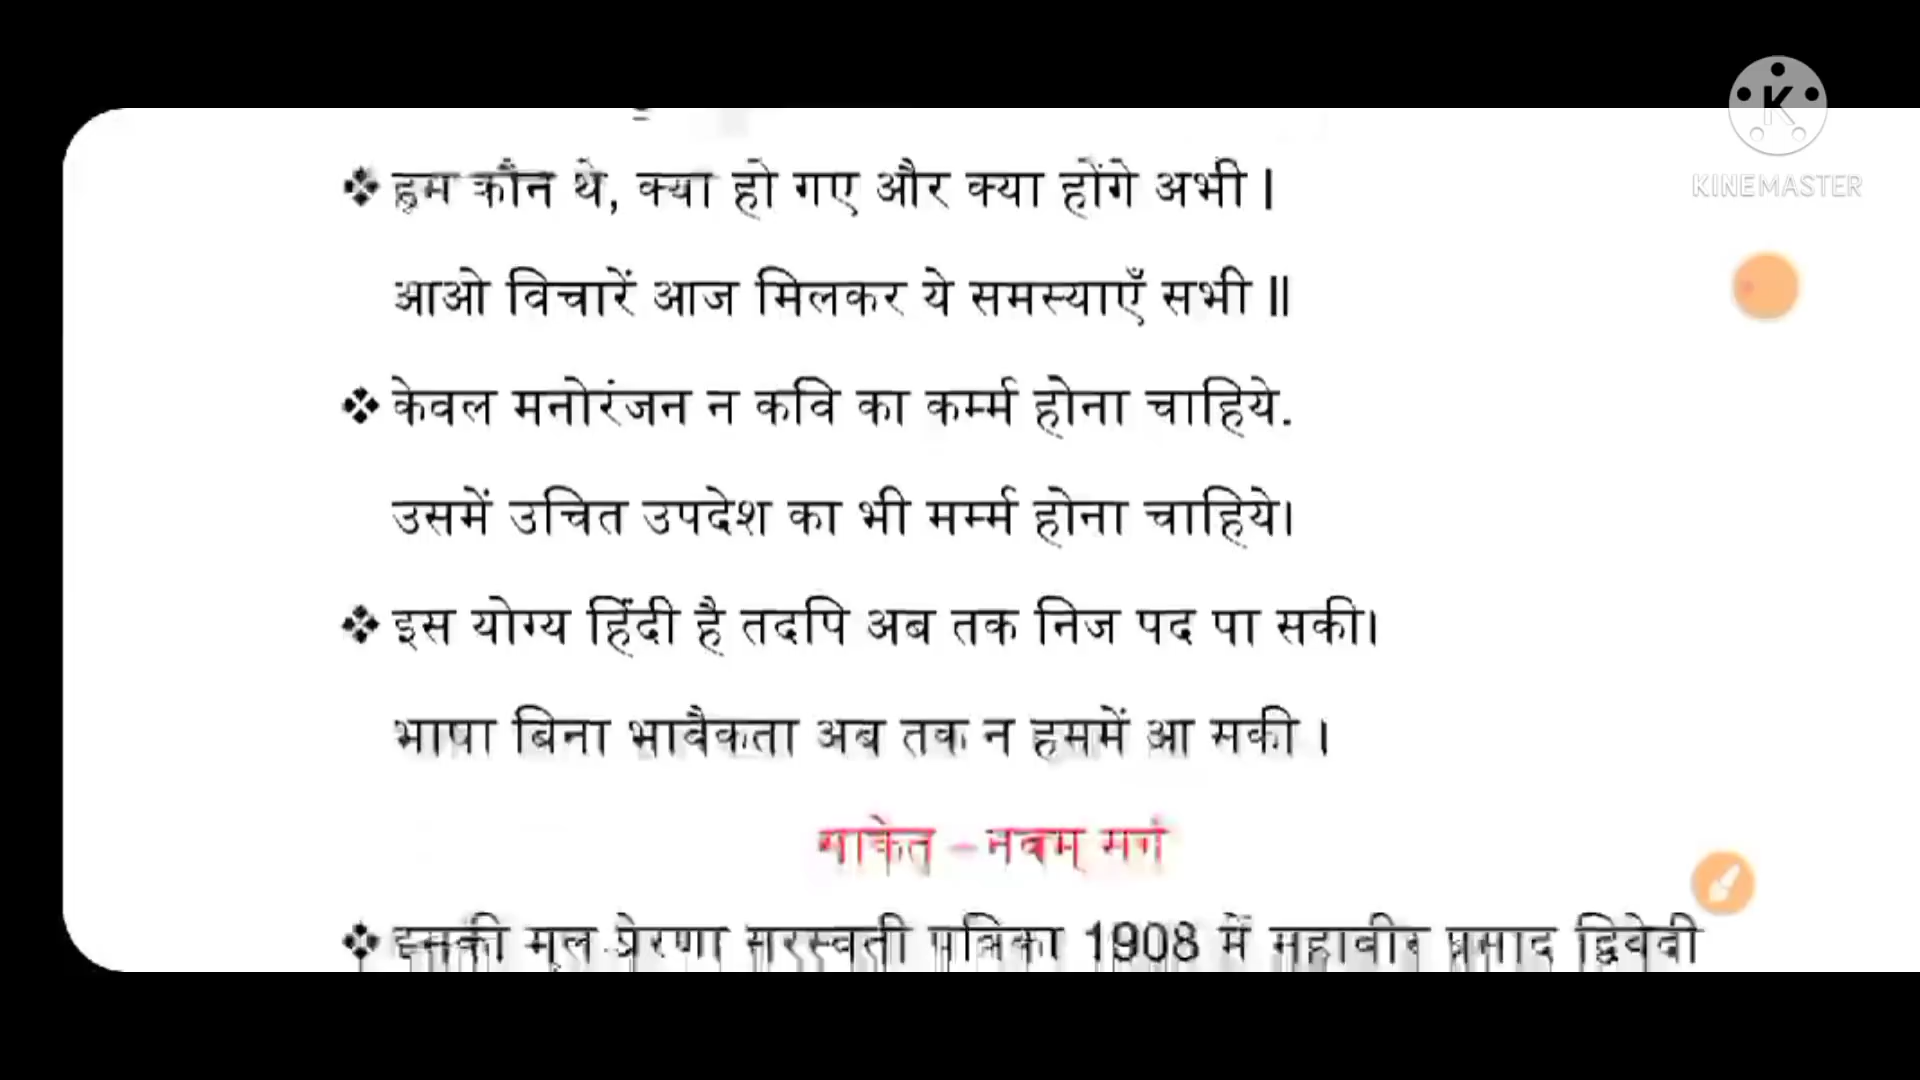 ❖ हम कौन थे, क्या हो गए और क्या होंगे अभी ।
आओ विचारें आज मिलकर ये समस्याएँ सभी ॥
❖ केवल मनोरंजन न कवि का कर्म्म होना चाहिये.
उसमें उचित उपदेश का भी मर्म्म होना चाहिये।
❖ इस योग्य हिंदी है तदपि अब तक निज पद पा सकी।
भाषा बिना भावैकता अब तक न हममें आ सकी ।
साकेत – नवम् सर्ग
❖ इसकी मूल प्रेरणा सरस्वती पत्रिका 1908 में महावीर प्रसाद द्विवेदी
K
KINEMASTER